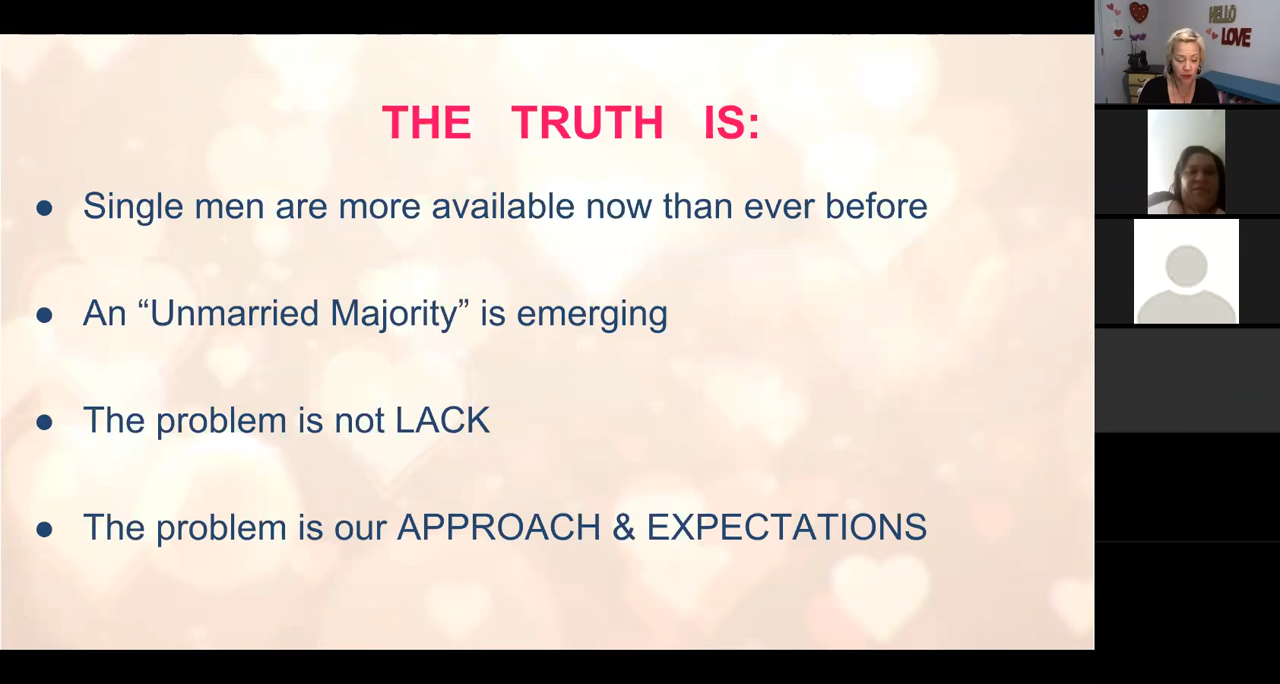 THE TRUTH IS:
● Single men are more available now than ever before
● An “Unmarried Majority” is emerging
● The problem is not LACK
● The problem is our APPROACH & EXPECTATIONS
HELLO
LOVE